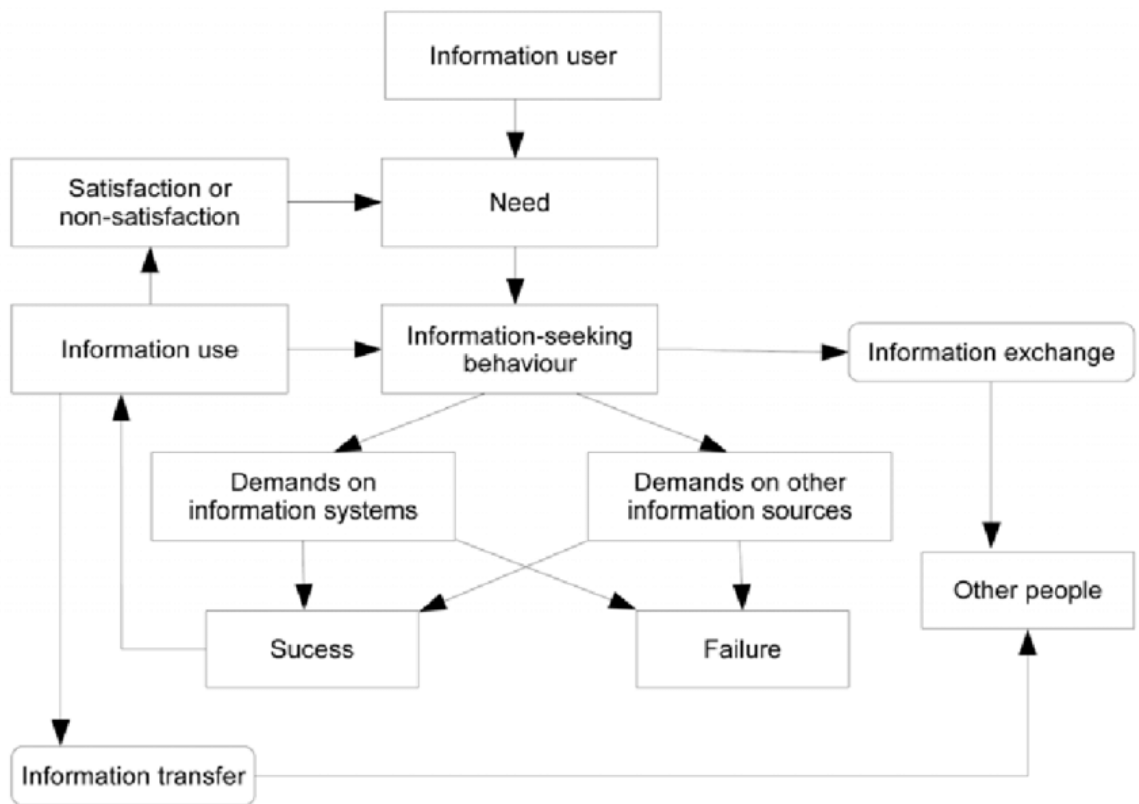 Information user
Satisfaction or
non-satisfaction
Need
Information use
Information-seeking
behaviour
Information exchange
Demands on
information systems
Demands on other
information sources
Other people
Sucess
Failure
Information transfer